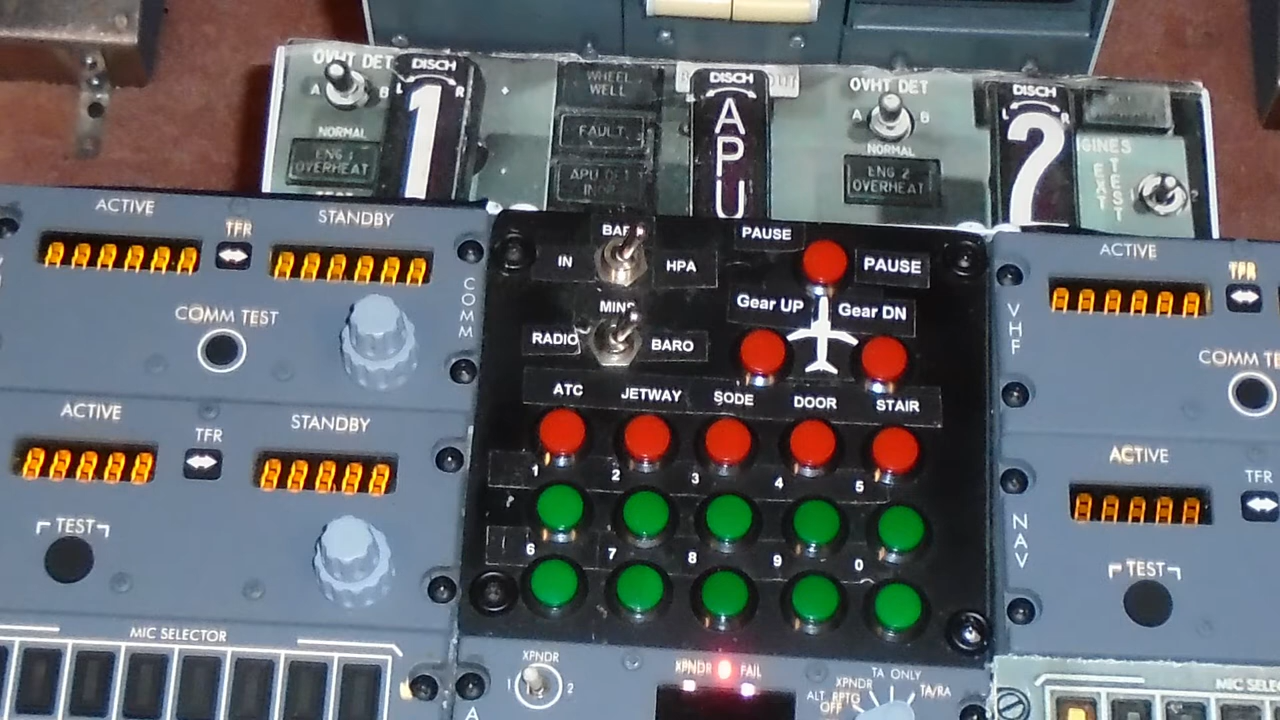 OVHT DET
A B
NORMAL
ENG 1
OVERHEAT
DISCH
L R
1
WHEEL
WELL
FAULT
APU DET
INOP
DISCH
APU
OVHT DET
A B
NORMAL
ENG 2
OVERHEAT
DISCH
L R
2
EXT
TEST
ACTIVE
TFR
STANDBY
COMM TEST
COMM
ACTIVE
TFR
STANDBY
TEST
MIC SELECTOR
IN
HPA
PAUSE
PAUSE
MINS
RADIO
BARO
Gear UP
Gear DN
ATC JETWAY SODE DOOR STAIR
1 2 3 4 5
6 7 8 9 0
XPNDR
1 2
XPNDR FAIL
XPNDR
TA ONLY
TA/RA
ALT RPTG
OFF
ACTIVE
TFR
VHF
COMM TE
ACTIVE
TFR
NAV
TEST
MIC SELEC